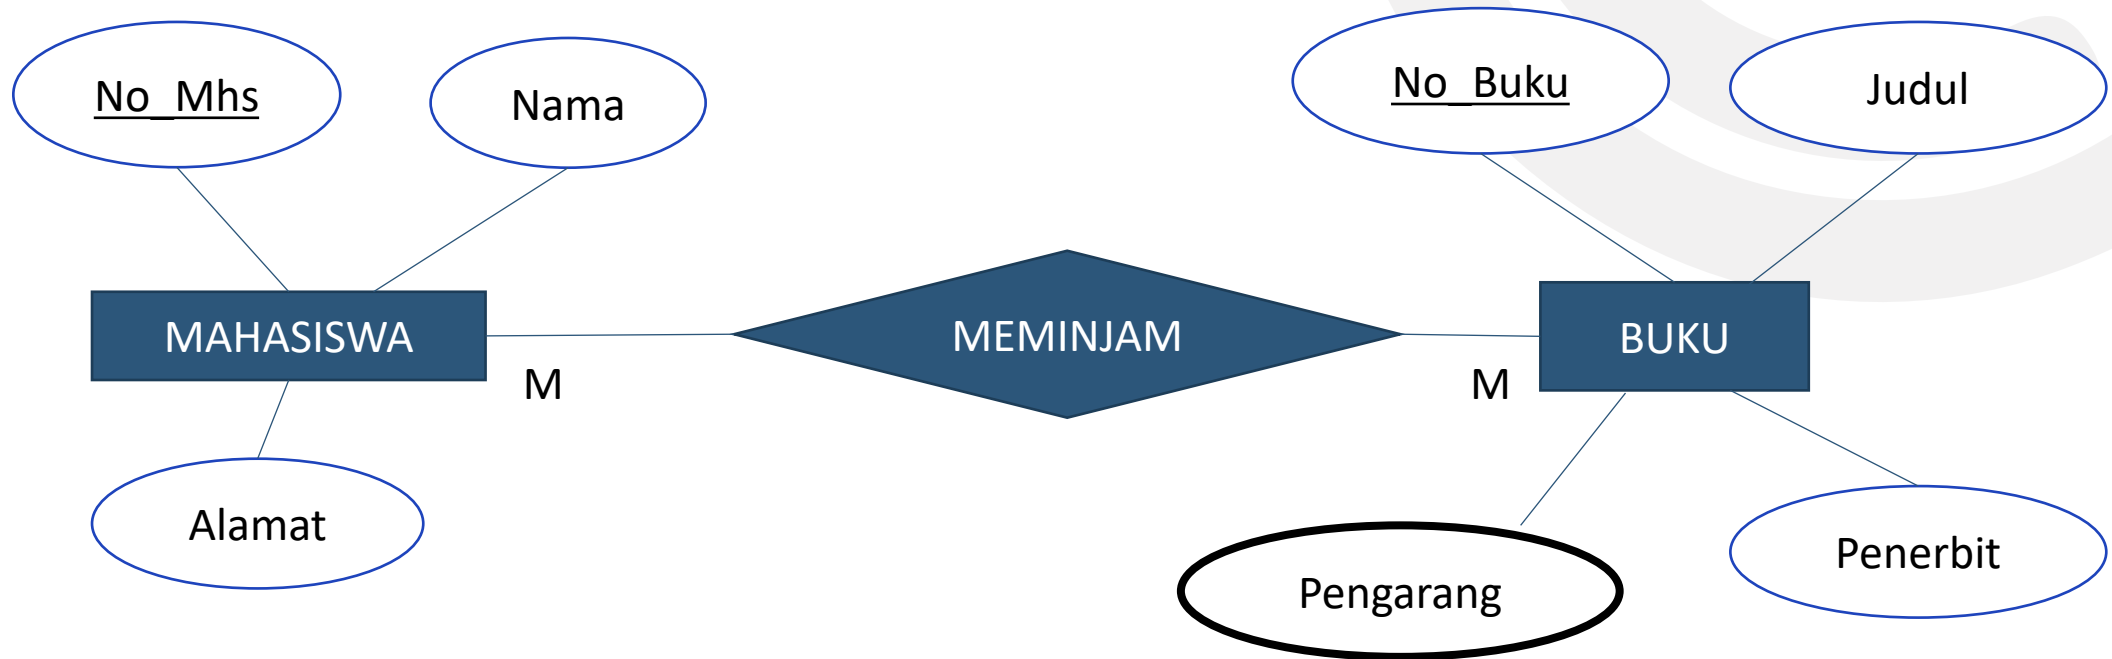 No_Mhs
Nama
No_Buku
Judul
MAHASISWA
MEMINJAM
BUKU
M
M
Alamat
Pengarang
Penerbit